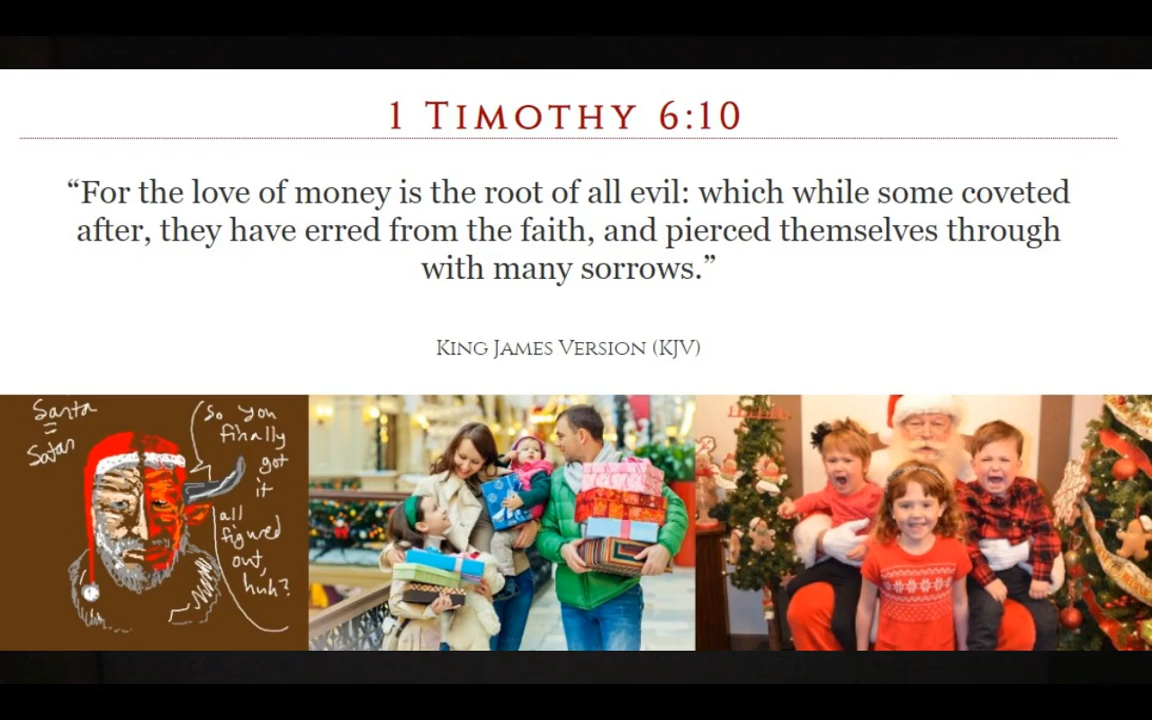 1 TIMOTHY 6:10
“For the love of money is the root of all evil: which while some coveted
after, they have erred from the faith, and pierced themselves through
with many sorrows.”
KING JAMES VERSION (KJV)
Santa
=
Satan
So you
finally
got
it
all
figured
out,
huh?